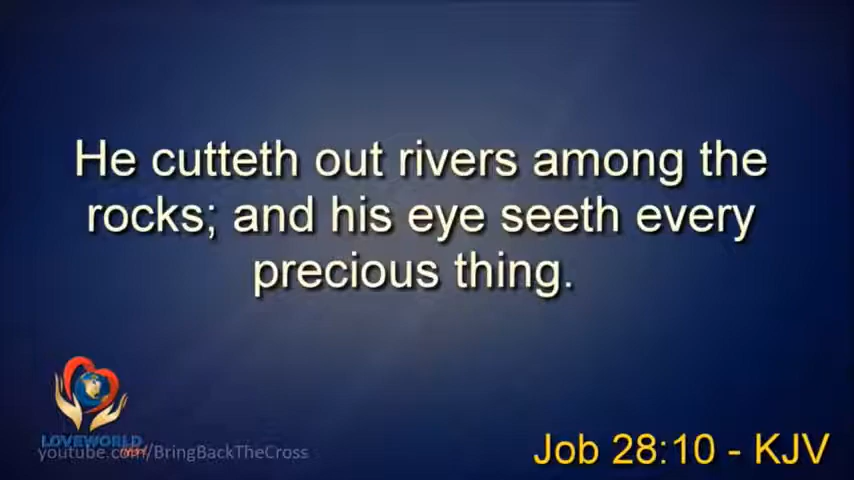 He cutteth out rivers among the
rocks; and his eye seeth every
precious thing.
LOVEWORLD
youtube.com/BringBackTheCross
Job 28:10 - KJV